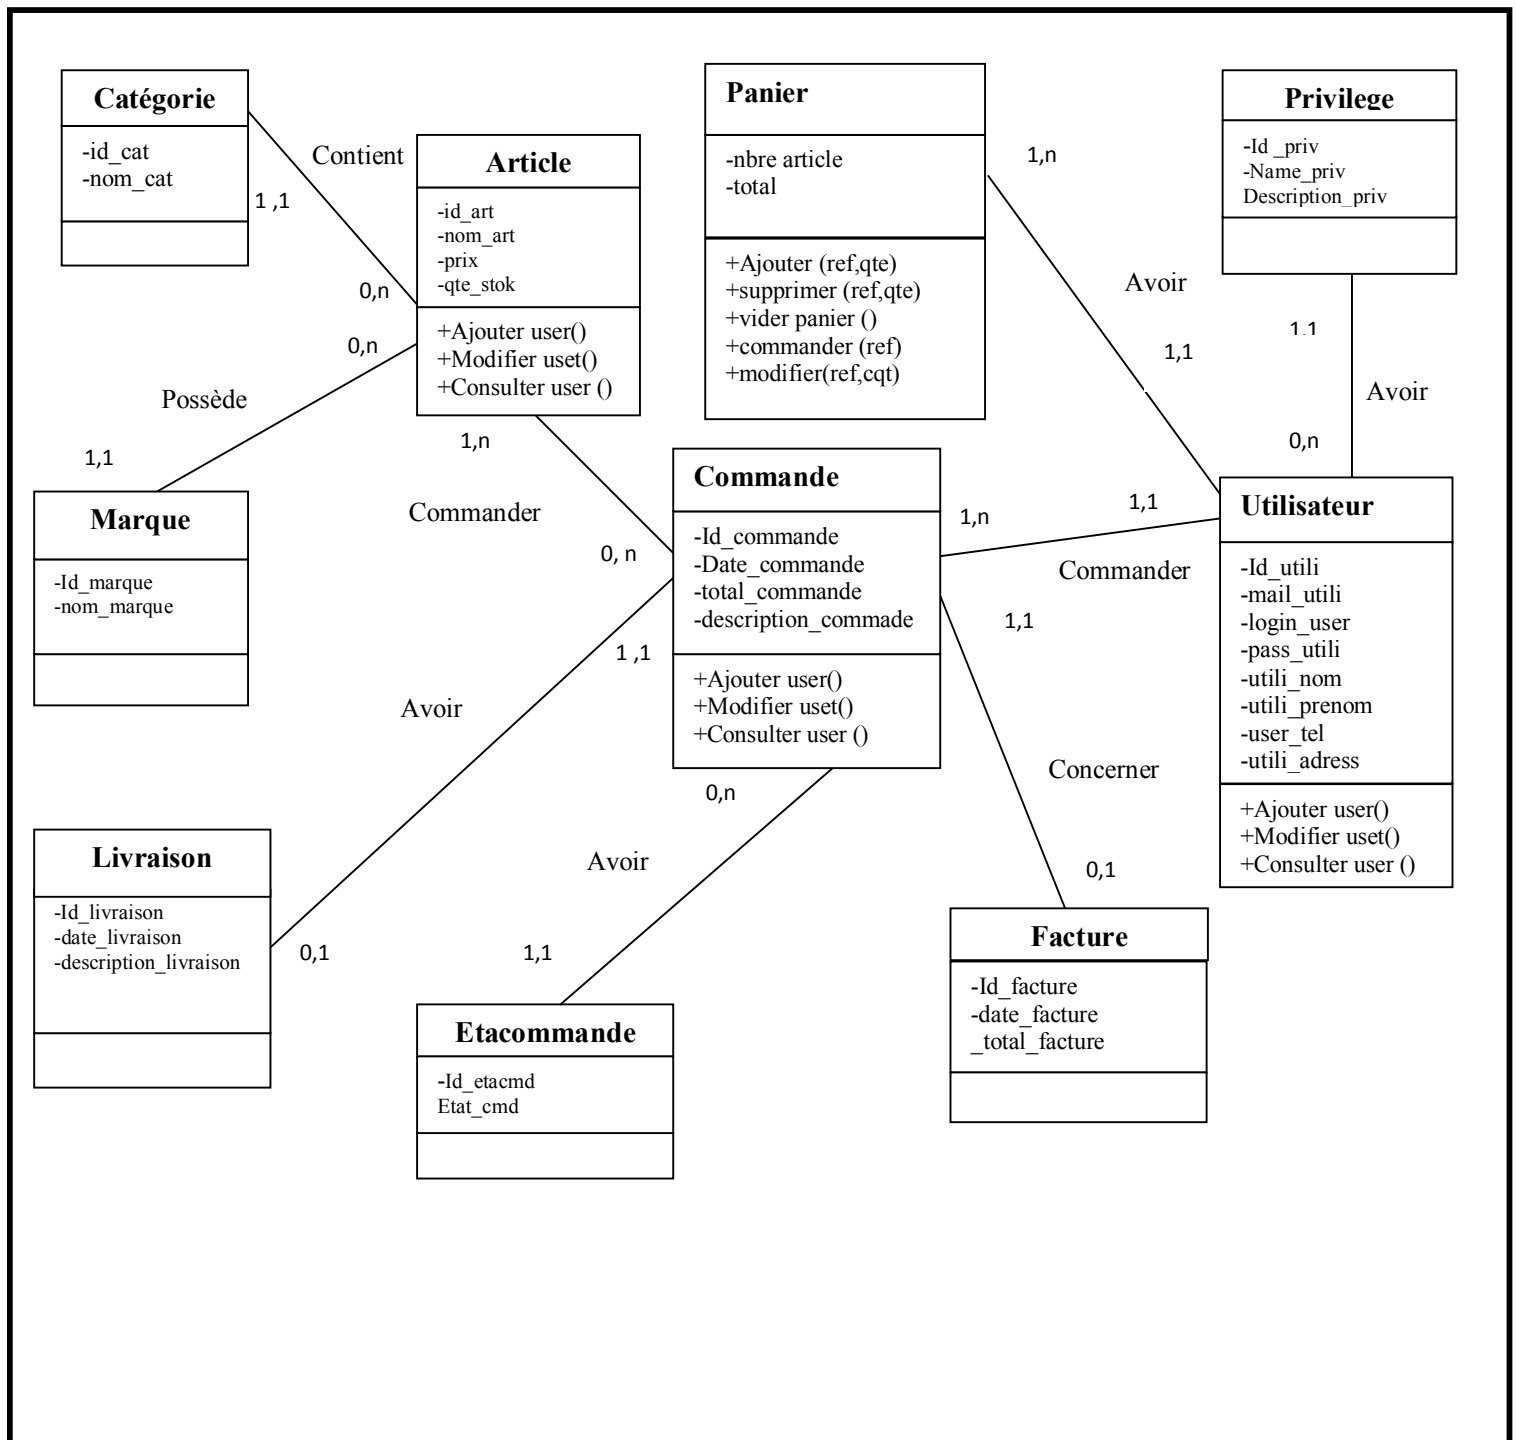 Catégorie
-id_cat
-nom_cat
Contient
1 ,1
0,n
Article
-id_art
-nom_art
-prix
-qte_stok
+Ajouter user()
+Modifier uset()
+Consulter user ()
Panier
-nbre article
-total
+Ajouter (ref,qte)
+supprimer (ref,qte)
+vider panier ()
+commander (ref)
+modifier(ref,cqt)
1,n
Avoir
1,1
Privilege
-Id _priv
-Name_priv
Description_priv
1,1
Avoir
0,n
0,n
Possède
1,1
Marque
-Id_marque
-nom_marque
1,n
Commander
0, n
Commande
-Id_commande
-Date_commande
-total_commande
-description_commade
+Ajouter user()
+Modifier uset()
+Consulter user ()
1,n
1,1
Commander
Utilisateur
-Id_utili
-mail_utili
-login_user
-pass_utili
-utili_nom
-utili_prenom
-user_tel
-utili_adress
+Ajouter user()
+Modifier uset()
+Consulter user ()
1 ,1
Avoir
0,1
Livraison
-Id_livraison
-date_livraison
-description_livraison
0,n
Avoir
1,1
Etacommande
-Id_etacmd
Etat_cmd
1,1
Concerner
0,1
Facture
-Id_facture
-date_facture
_total_facture